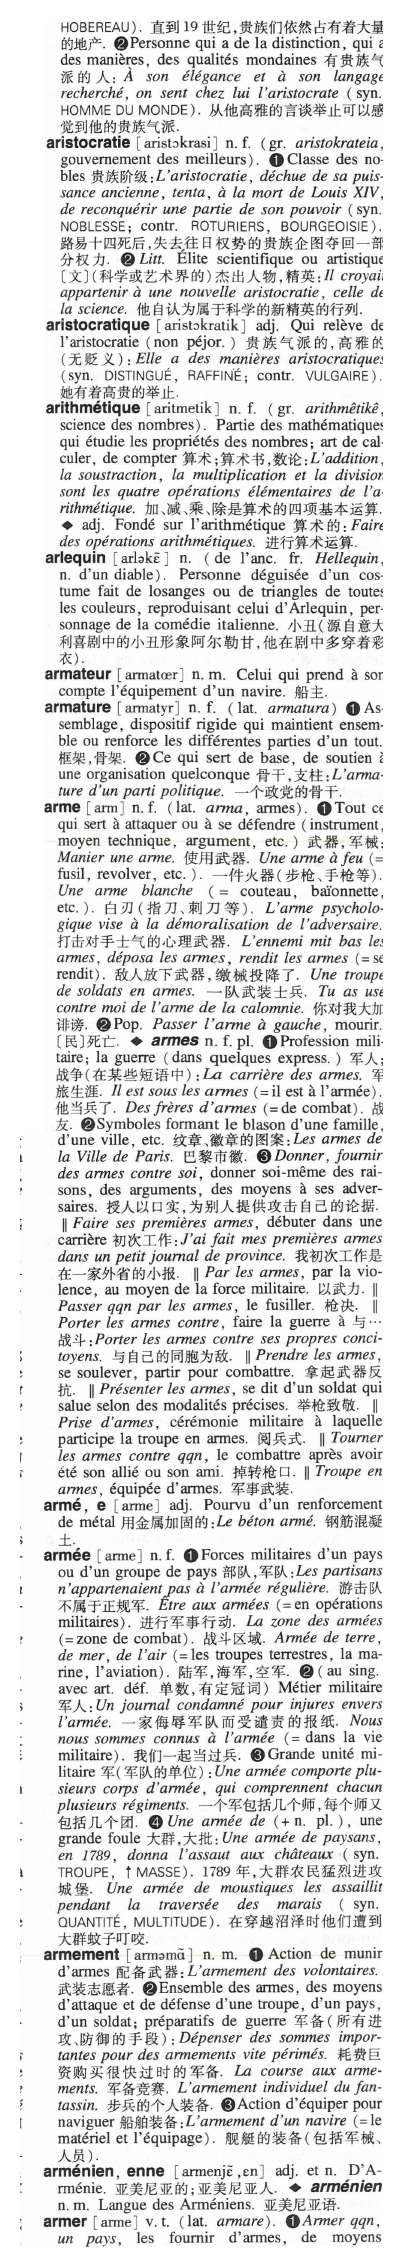 HOBEREAU). 直到19世纪,贵族们依然占有着大量
的地产. ❷Personne qui a de la distinction, qui a
des manières, des qualités mondaines 有贵族气
派的人: À son élégance et à son langage
recherché, on sent chez lui l'aristocrate (syn.
HOMME DU MONDE). 从他高雅的言谈举止可以感
觉到他的贵族气派.
aristocratie [aristɔkrasi] n. f. (gr. aristokrateia,
gouvernement des meilleurs). ❶Classe des no-
bles 贵族阶级:L'aristocratie, déchue de sa puis-
sance ancienne, tenta, à la mort de Louis XIV,
de reconquérir une partie de son pouvoir (syn.
NOBLESSE; contr. ROTURIERS, BOURGEOISIE).
路易十四死后,失去往日权势的贵族企图夺回一部
分权力. ❷ Litt. Élite scientifique ou artistique
[文](科学或艺术界的)杰出人物,精英:Il croyait
appartenir à une nouvelle aristocratie, celle de
la science. 他自认为属于科学的新精英的行列.
aristocratique [aristɔkratik] adj. Qui relève de
l'aristocratie (non péjor.) 贵族气派的,高雅的
(无贬义):Elle a des manières aristocratiques
(syn. DISTINGUÉ, RAFFINÉ; contr. VULGAIRE).
她有着高贵的举止.
arithmétique [aritmetik] n. f. (gr. arithmêtikê,
science des nombres). Partie des mathématiques
qui étudie les propriétés des nombres; art de cal-
culer, de compter 算术;算术书,数论:L'addition,
la soustraction, la multiplication et la division
sont les quatre opérations élémentaires de l'a-
rithmétique. 加、减、乘、除是算术的四项基本运算.
◆ adj. Fondé sur l'arithmétique 算术的:Faire
des opérations arithmétiques. 进行算术运算.
arlequin [arləkɛ̃] n. (de l'anc. fr. Hellequin,
n. d'un diable). Personne déguisée d'un cos-
tume fait de losanges ou de triangles de toutes
les couleurs, reproduisant celui d'Arlequin, per-
sonnage de la comédie italienne. 小丑(源自意大
利喜剧中的小丑形象阿尔勒甘,他在剧中多穿着彩
衣).
armateur [armatœr] n. m. Celui qui prend à son
compte l'équipement d'un navire. 船主.
armature [armatyr] n. f. (lat. armatura) ❶ As-
semblage, dispositif rigide qui maintient ensem-
ble ou renforce les différentes parties d'un tout.
框架,骨架. ❷Ce qui sert de base, de soutien à
une organisation quelconque 骨干,支柱:L'arma-
ture d'un parti politique. 一个政党的骨干.
arme [arm] n. f. (lat. arma, armes). ❶Tout ce
qui sert à attaquer ou à se défendre (instrument,
moyen technique, argument, etc.) 武器,军械:
Manier une arme. 使用武器. Une arme à feu (=
fusil, revolver, etc.). 一件火器(步枪、手枪等).
Une arme blanche (= couteau, baïonnette,
etc.). 白刃(指刀、刺刀等). L'arme psycholo-
gique vise à la démoralisation de l'adversaire.
打击对手士气的心理武器. L'ennemi mit bas les
armes, déposa les armes, rendit les armes (=se
rendit). 敌人放下武器,缴械投降了. Une troupe
de soldats en armes. 一队武装士兵. Tu as use
contre moi de l'arme de la calomnie. 你对我大加
诽谤. ❷Pop. Passer l'arme à gauche, mourir.
[民]死亡. ◆ armes n. f. pl. ❶Profession mili-
taire; la guerre (dans quelques express.) 军人;
战争(在某些短语中):La carrière des armes. 军
旅生涯. Il est sous les armes (=il est à l'armée).
他当兵了. Des frères d'armes (=de combat). 战
友. ❷Symboles formant le blason d'une famille,
d'une ville, etc. 纹章、徽章的图案:Les armes de
la Ville de Paris. 巴黎市徽. ❸Donner, fournir
des armes contre soi, donner soi-même des rai-
sons, des arguments, des moyens à ses adver-
saires. 授人以口实,为别人提供攻击自己的论据.
‖ Faire ses premières armes, débuter dans une
carrière 初次工作:J'ai fait mes premières armes
dans un petit journal de province. 我初次工作是
在一家外省的小报. ‖ Par les armes, par la vio-
lence, au moyen de la force militaire. 以武力. ‖
Passer qqn par les armes, le fusiller. 枪决. ‖
Porter les armes contre, faire la guerre à 与…
战斗:Porter les armes contre ses propres conci-
toyens. 与自己的同胞为敌. ‖ Prendre les armes,
se soulever, partir pour combattre. 拿起武器反
抗. ‖ Présenter les armes, se dit d'un soldat qui
salue selon des modalités précises. 举枪致敬. ‖
Prise d'armes, cérémonie militaire à laquelle
participe la troupe en armes. 阅兵式. ‖ Tourner
les armes contre qqn, le combattre après avoir
été son allié ou son ami. 掉转枪口. ‖ Troupe en
armes, équipée d'armes. 军事武装.
armé, e [arme] adj. Pourvu d'un renforcement
de métal 用金属加固的:Le béton armé. 钢筋混凝
土.
armée [arme] n. f. ❶Forces militaires d'un pays
ou d'un groupe de pays 部队,军队:Les partisans
n'appartenaient pas à l'armée régulière. 游击队
不属于正规军. Être aux armées (=en opérations
militaires). 进行军事行动. La zone des armées
(=zone de combat). 战斗区域. Armée de terre,
de mer, de l'air (=les troupes terrestres, la ma-
rine, l'aviation). 陆军,海军,空军. ❷(au sing.
avec art. déf. 单数,有定冠词) Métier militaire
军人:Un journal condamné pour injures envers
l'armée. 一家侮辱军队而受谴责的报纸. Nous
nous sommes connus à l'armée (= dans la vie
militaire). 我们一起当过兵. ❸Grande unité mi-
litaire 军(军队的单位):Une armée comporte plu-
sieurs corps d'armée, qui comprennent chacun
plusieurs régiments. 一个军包括几个师,每个师又
包括几个团. ❹ Une armée de (+n. pl.), une
grande foule 大群,大批:Une armée de paysans,
en 1789, donna l'assaut aux châteaux (syn.
TROUPE, ↑MASSE). 1789年,大群农民猛烈进攻
城堡. Une armée de moustiques les assaillit
pendant la traversée des marais (syn.
QUANTITÉ, MULTITUDE). 在穿越沼泽时他们遭到
大群蚊子叮咬.
armement [arməmɑ̃] n. m. ❶ Action de munir
d'armes 配备武器:L'armement des volontaires.
武装志愿者. ❷Ensemble des armes, des moyens
d'attaque et de défense d'une troupe, d'un pays,
d'un soldat; préparatifs de guerre 军备(所有进
攻、防御的手段):Dépenser des sommes impor-
tantes pour des armements vite périmés. 耗费巨
资购买很快过时的军备. La course aux arme-
ments. 军备竞赛. L'armement individuel du fan-
tassin. 步兵的个人装备. ❸Action d'équiper pour
naviguer 船舶装备:L'armement d'un navire (=le
matériel et l'équipage). 舰艇的装备(包括军械、
人员).
arménien, enne [armenjɛ̃,ɛn] adj. et n. D'A-
rménie. 亚美尼亚的;亚美尼亚人. ◆ arménien
n. m. Langue des Arméniens. 亚美尼亚语.
armer [arme] v. t. (lat. armare). ❶Armer qqn,
un pays, les fournir d'armes, de moyens